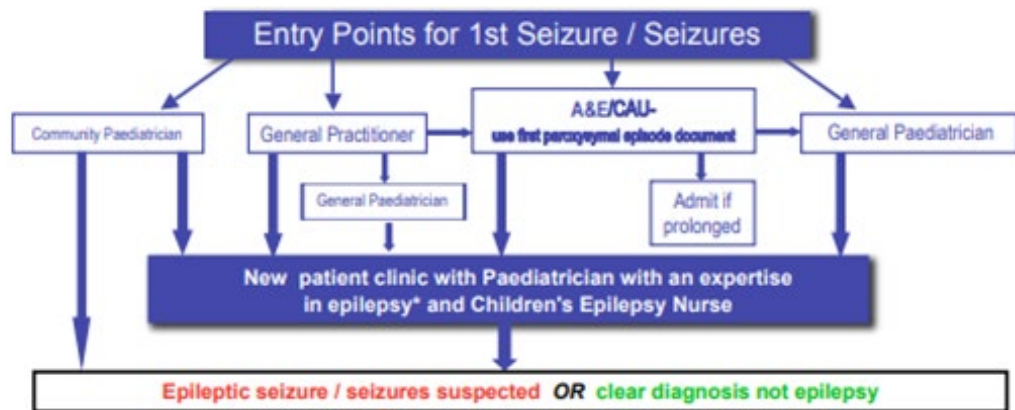 Entry Points for 1st Seizure / Seizures
Community Paediatrician
General Practitioner
A&E/CAU-
use first paroxysymal episode document
General Paediatrician
General Paediatrician
Admit if
prolonged
New patient clinic with Paediatrician with an expertise
in epilepsy* and Children's Epilepsy Nurse
Epileptic seizure / seizures suspected OR clear diagnosis not epilepsy